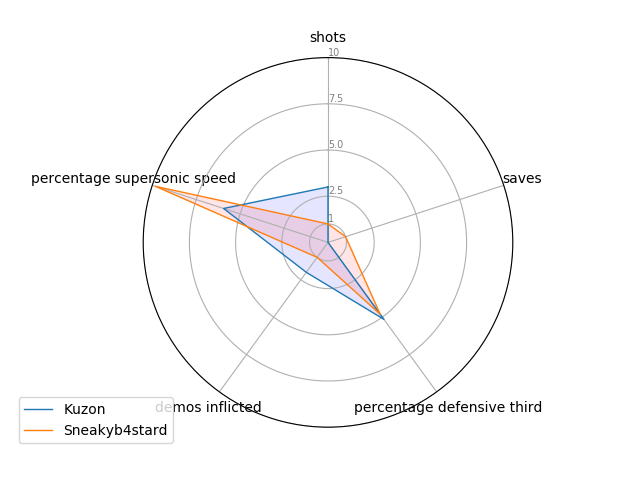 shots
10
7.5
5.0
2.5
1
percentage supersonic speed
saves
demos inflicted
percentage defensive third
Kuzon
Sneakyb4stard